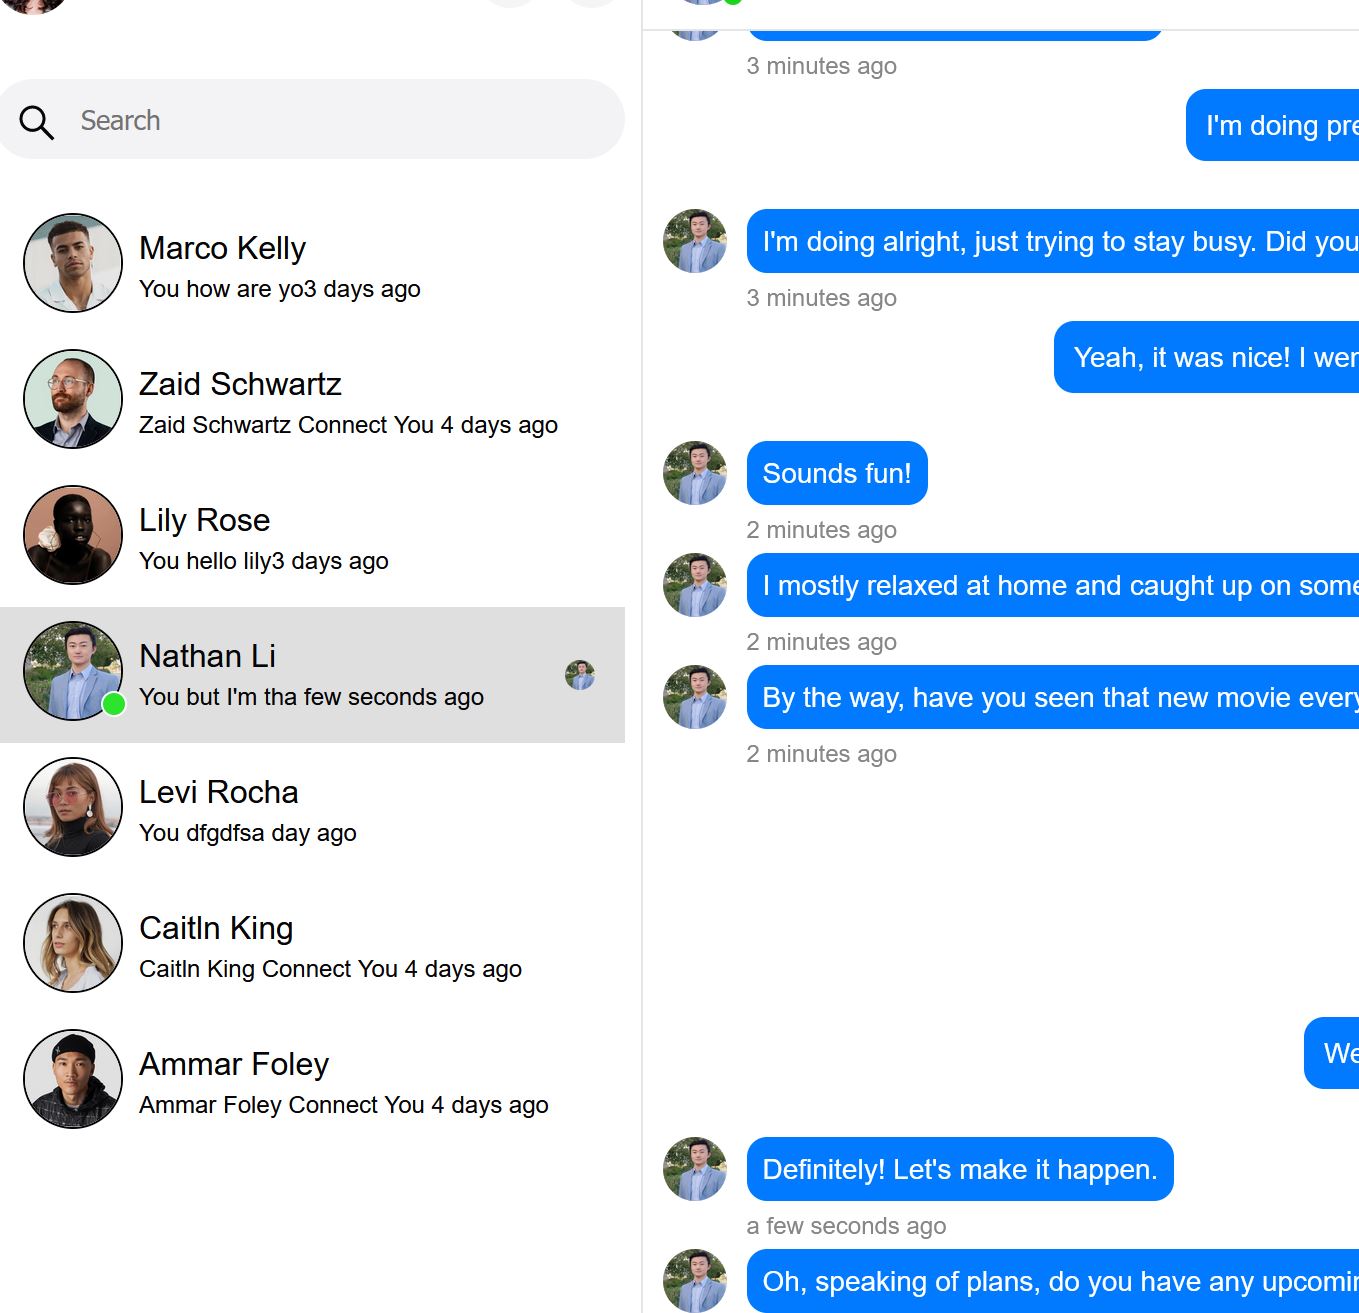 Search
Marco Kelly
You how are yo3 days ago
Zaid Schwartz
Zaid Schwartz Connect You 4 days ago
Lily Rose
You hello lily3 days ago
Nathan Li
You but I'm tha few seconds ago
Levi Rocha
You dfgdfsa day ago
Caitln King
Caitln King Connect You 4 days ago
Ammar Foley
Ammar Foley Connect You 4 days ago
3 minutes ago
I'm doing pre
I'm doing alright, just trying to stay busy. Did you
3 minutes ago
Yeah, it was nice! I wer
Sounds fun!
2 minutes ago
I mostly relaxed at home and caught up on some
2 minutes ago
By the way, have you seen that new movie every
2 minutes ago
We
Definitely! Let's make it happen.
a few seconds ago
Oh, speaking of plans, do you have any upcomin